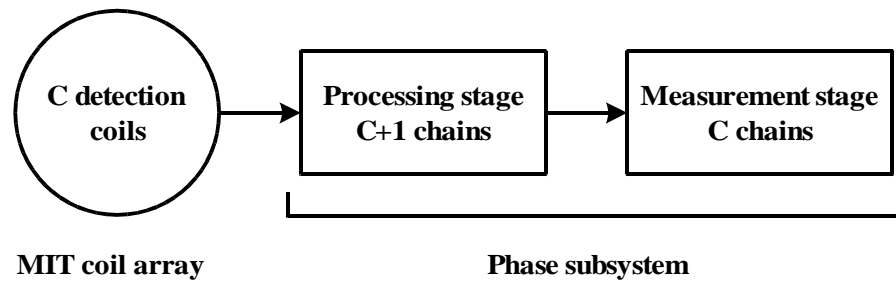 C detection
coils
Processing stage
C+1 chains
Measurement stage
C chains
MIT coil array
Phase subsystem